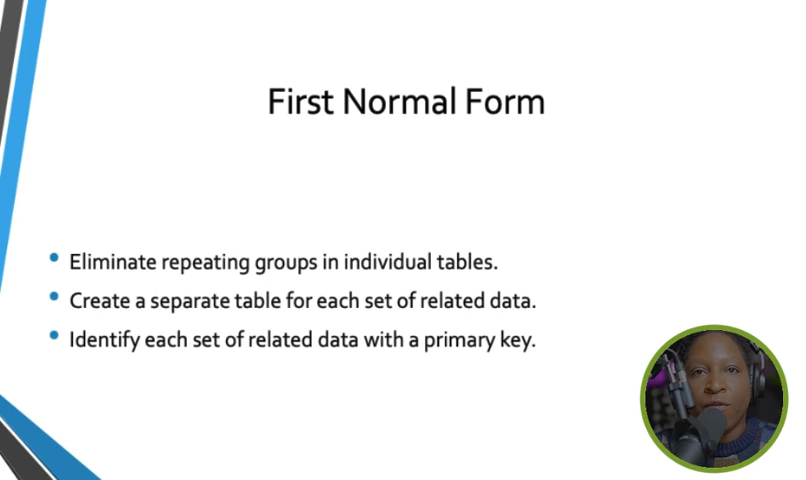 First Normal Form
Eliminate repeating groups in individual tables.
Create a separate table for each set of related data.
Identify each set of related data with a primary key.